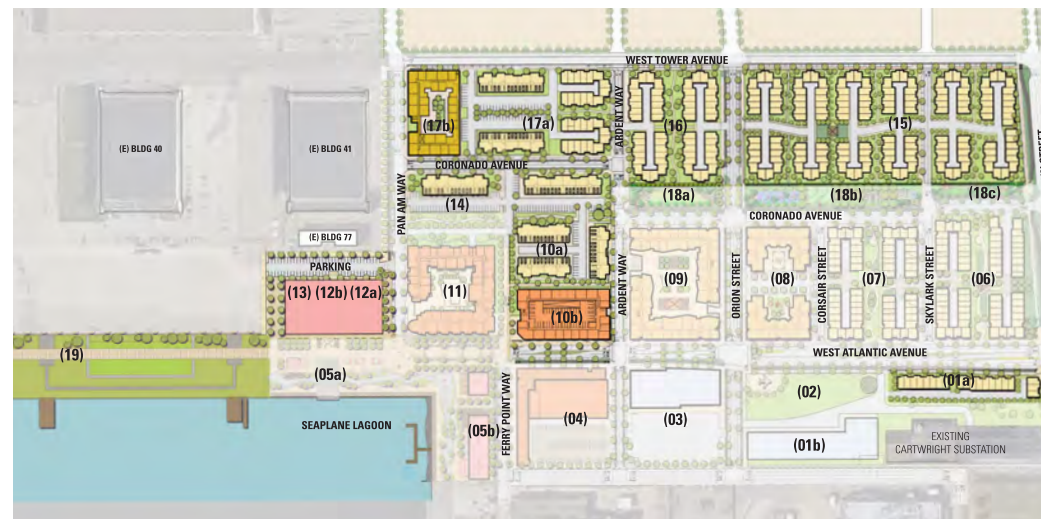 WEST TOWER AVENUE
(E) BLDG 40
(E) BLDG 41
(17b)
(17a)
ARDENT WAY
(16)
(15)
CORONADO AVENUE
PAN AM WAY
(14)
(18a)
(18b)
(18c)
CORONADO AVENUE
(E) BLDG 77
PARKING
(13) (12b) (12a)
(11)
(10a)
(10b)
ARDENT WAY
(09)
ORION STREET
(08)
CORSAIR STREET
(07)
SKYLARK STREET
(06)
WEST ATLANTIC AVENUE
(19)
(05a)
SEAPLANE LAGOON
(05b)
FERRY POINT WAY
(04)
(03)
(02)
(01a)
(01b)
EXISTING
CARTWRIGHT SUBSTATION
STREET